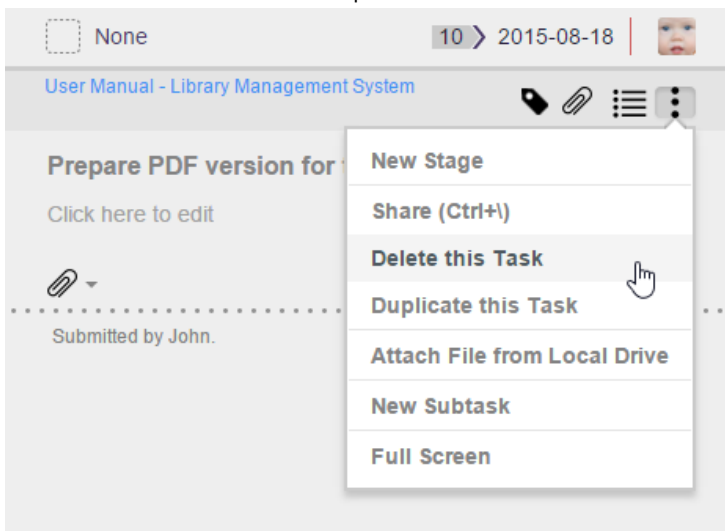 None
10 2015-08-18
User Manual - Library Management System
Prepare PDF version for
Click here to edit
Submitted by John.
New Stage
Share (Ctrl+\)
Delete this Task
Duplicate this Task
Attach File from Local Drive
New Subtask
Full Screen